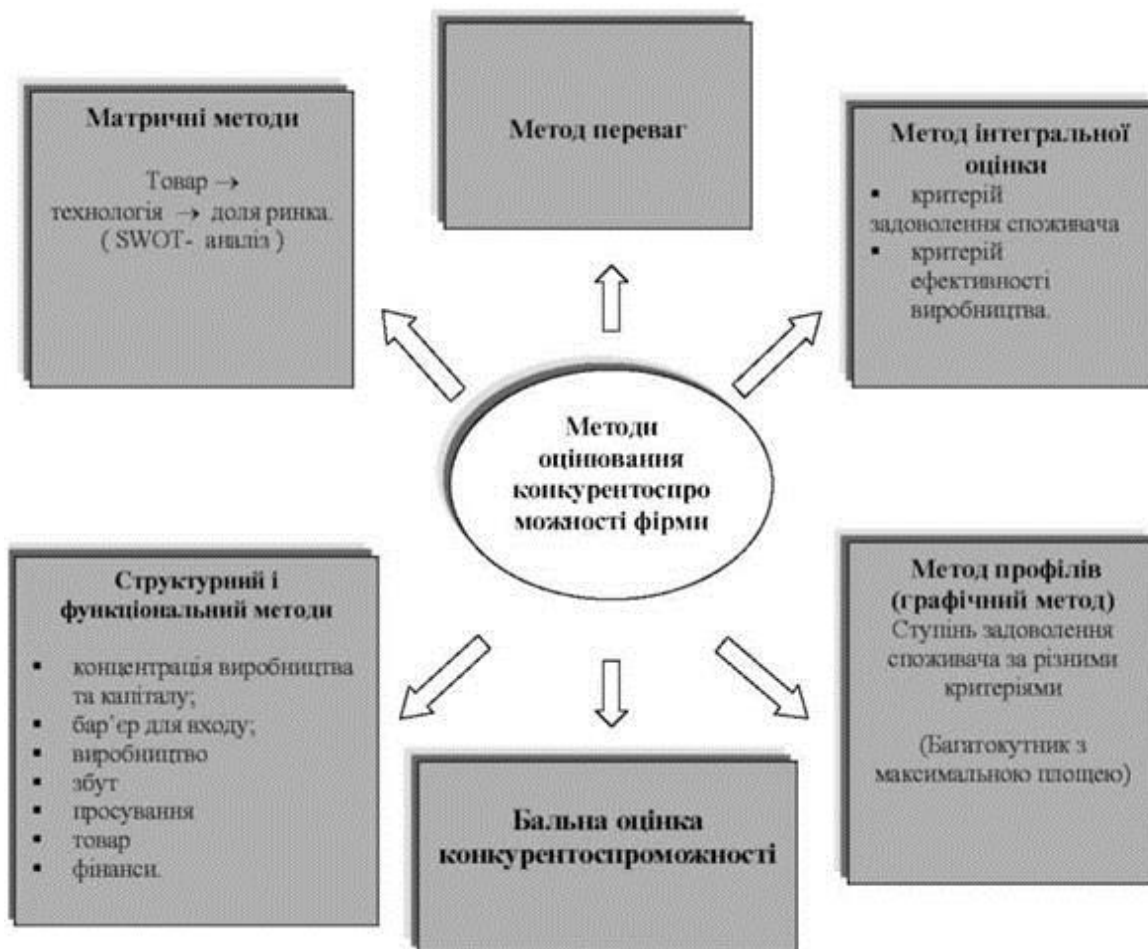 Метод переваг
Матричні методи
Товар →
технологія → доля ринка.
( SWOT- аналіз )
Метод інтегральної
оцінки
▪ критерій
задоволення споживача
▪ критерій
ефективності
виробництва.
Методи
оцінювання
конкурентоспро
можності фірми
Структурний і
функціональний методи
▪ концентрація виробництва
та капіталу;
▪ бар’єр для входу;
▪ виробництво
▪ збут
▪ просування
▪ товар
▪ фінанси.
Метод профілів
(графічний метод)
Ступінь задоволення
споживача за різними
критеріями
(Багатокутник з
максимальною площею)
Бальна оцінка
конкурентоспроможності